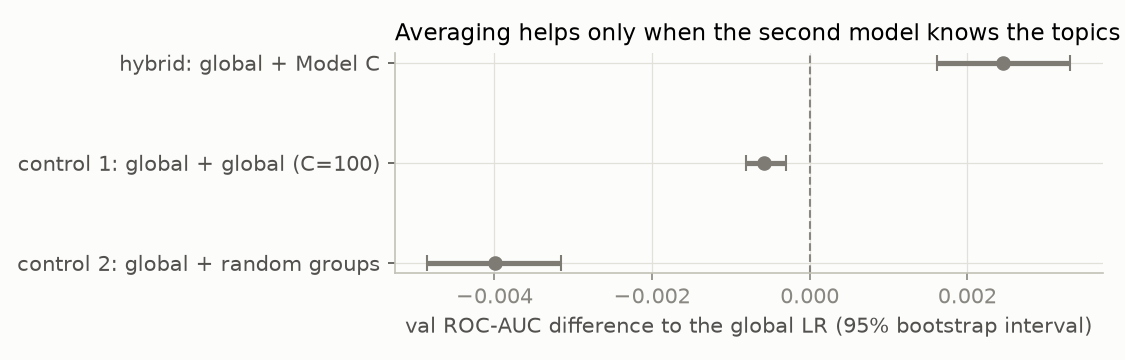 Averaging helps only when the second model knows the topics
hybrid: global + Model C
control 1: global + global (C=100)
control 2: global + random groups
−0.004 −0.002 0.000 0.002
val ROC-AUC difference to the global LR (95% bootstrap interval)